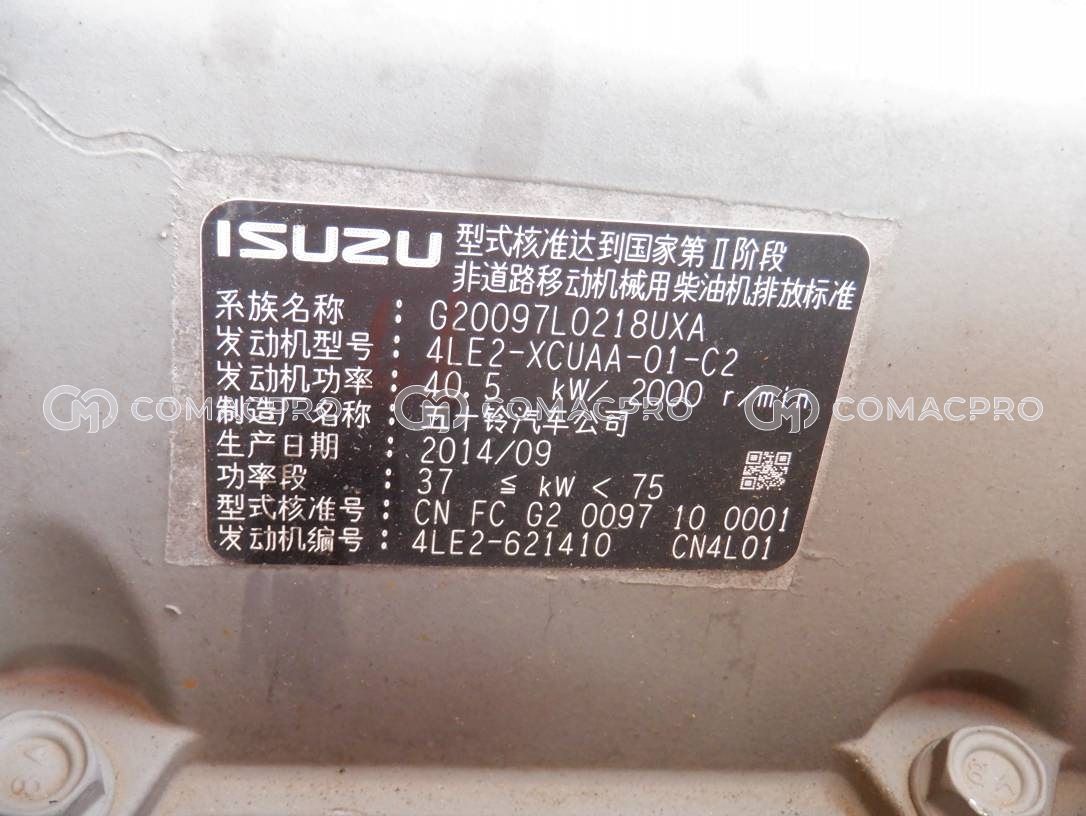 ISUZU 型式核准达到国家第Ⅱ阶段
非道路移动机械用柴油机排放标准
系族名称 : G20097L0218UXA
发动机型号 : 4LE2-XCUAA-01-C2
发动机功率 : 40.5 kW/ 2000 r/min
COMACPRO COMACPRO COMACPRO
制造厂名称 : 五十铃汽车公司
生产日期 : 2014/09
功率段 : 37 ≦ kW < 75
型式核准号 : CN FC G2 0097 10 0001
发动机编号 : 4LE2-621410 CN4L01
8